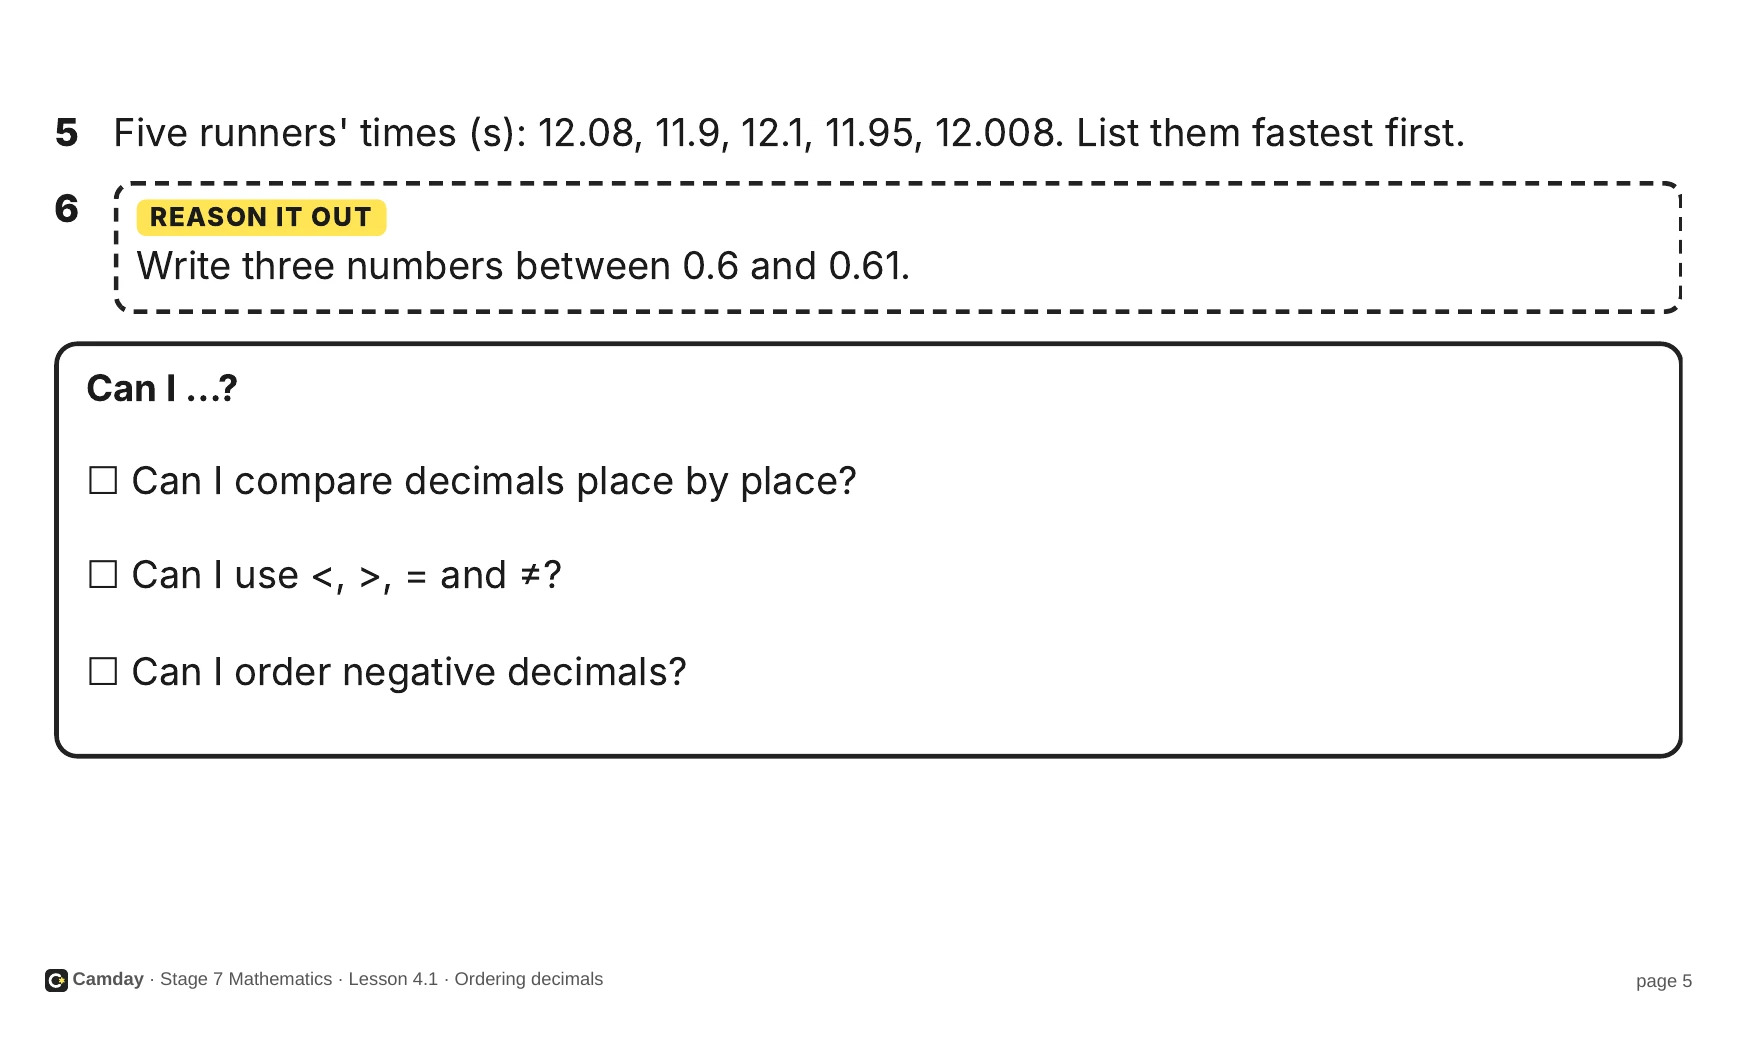 5 Five runners' times (s): 12.08, 11.9, 12.1, 11.95, 12.008. List them fastest first.
6 REASON IT OUT
Write three numbers between 0.6 and 0.61.
Can I …?
☐ Can I compare decimals place by place?
☐ Can I use <, >, = and ≠?
☐ Can I order negative decimals?
Camday · Stage 7 Mathematics · Lesson 4.1 · Ordering decimals
page 5